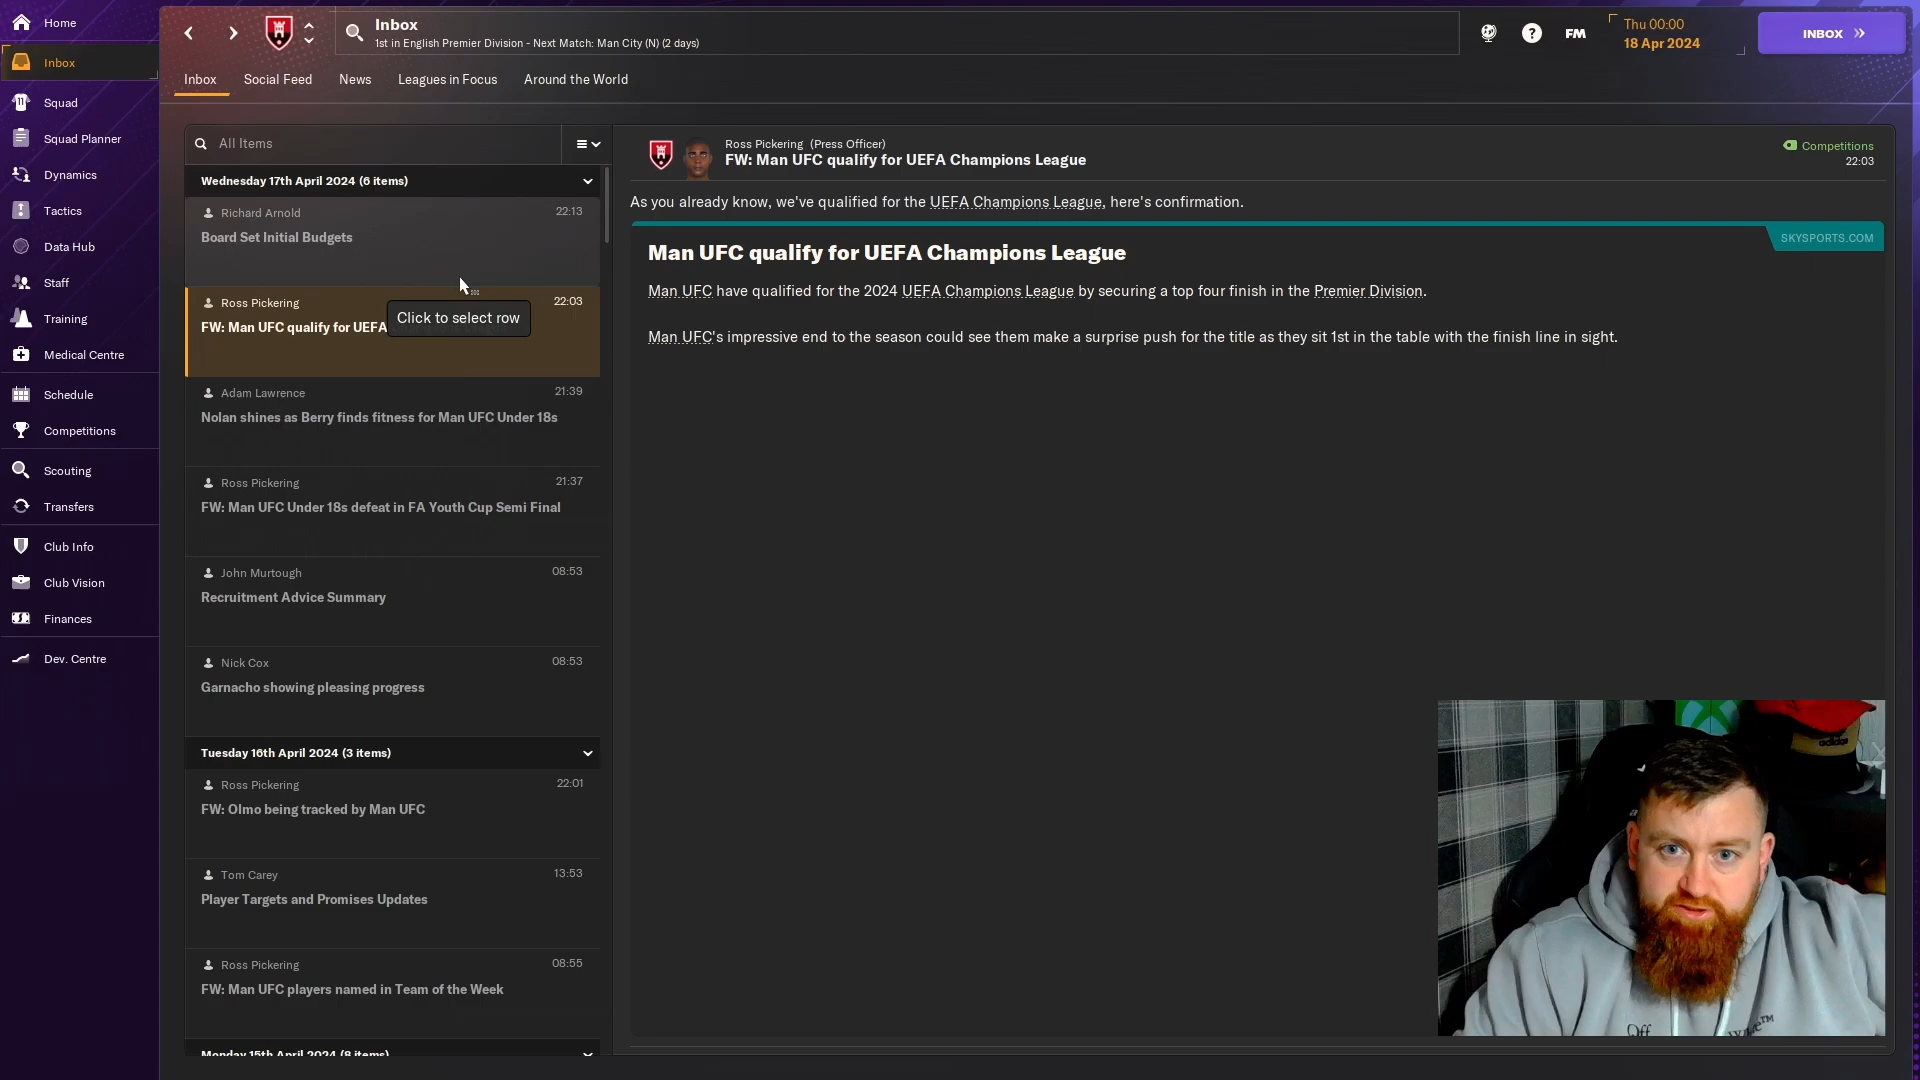 Home
Inbox
Squad
Squad Planner
Dynamics
Tactics
Data Hub
Staff
Training
Medical Centre
Schedule
Competitions
Scouting
Transfers
Club Info
Club Vision
Finances
Dev. Centre
Inbox
1st in English Premier Division - Next Match: Man City (N) (2 days)
FM
Thu 00:00
18 Apr 2024
INBOX
Inbox
Social Feed
News
Leagues in Focus
Around the World
All Items
Wednesday 17th April 2024 (6 items)
Richard Arnold
22:13
Board Set Initial Budgets
Ross Pickering
22:03
FW: Man UFC qualify for UEFA
Click to select row
Adam Lawrence
21:39
Nolan shines as Berry finds fitness for Man UFC Under 18s
Ross Pickering
21:37
FW: Man UFC Under 18s defeat in FA Youth Cup Semi Final
John Murtough
08:53
Recruitment Advice Summary
Nick Cox
08:53
Garnacho showing pleasing progress
Tuesday 16th April 2024 (3 items)
Ross Pickering
22:01
FW: Olmo being tracked by Man UFC
Tom Carey
13:53
Player Targets and Promises Updates
Ross Pickering
08:55
FW: Man UFC players named in Team of the Week
Monday 15th April 2024 (8 items)
Ross Pickering (Press Officer)
FW: Man UFC qualify for UEFA Champions League
Competitions
22:03
As you already know, we've qualified for the UEFA Champions League, here's confirmation.
SKYSPORTS.COM
Man UFC qualify for UEFA Champions League
Man UFC have qualified for the 2024 UEFA Champions League by securing a top four finish in the Premier Division.
Man UFC's impressive end to the season could see them make a surprise push for the title as they sit 1st in the table with the finish line in sight.
adidas
Off